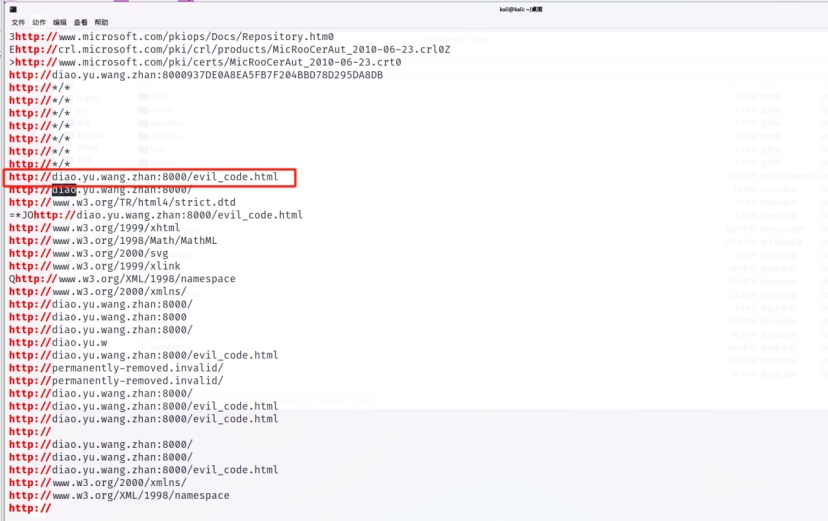 kali@kali: ~/桌面
文件 动作 编辑 查看 帮助
3http://www.microsoft.com/pkiops/Docs/Repository.htm0
Ehttp://crl.microsoft.com/pki/crl/products/MicRooCerAut_2010-06-23.crl0Z
>http://www.microsoft.com/pki/certs/MicRooCerAut_2010-06-23.crt0
http://diao.yu.wang.zhan:8000937DE0A8EA5FB7F204BBD78D295DA8DB
http://*/*
http://*/*
http://*/*
http://*/*
http://*/*
http://*/*
http://*/*
http://diao.yu.wang.zhan:8000/evil_code.html
http://diao.yu.wang.zhan:8000/
http://www.w3.org/TR/html4/strict.dtd
=*JOhttp://diao.yu.wang.zhan:8000/evil_code.html
http://www.w3.org/1999/xhtml
http://www.w3.org/1998/Math/MathML
http://www.w3.org/2000/svg
http://www.w3.org/1999/xlink
Qhttp://www.w3.org/XML/1998/namespace
http://www.w3.org/2000/xmlns/
http://diao.yu.wang.zhan:8000/
http://diao.yu.wang.zhan:8000
http://diao.yu.wang.zhan:8000/
http://diao.yu.w
http://diao.yu.wang.zhan:8000/evil_code.html
http://permanently-removed.invalid/
http://permanently-removed.invalid/
http://diao.yu.wang.zhan:8000/
http://diao.yu.wang.zhan:8000/evil_code.html
http://diao.yu.wang.zhan:8000/evil_code.html
http://
http://diao.yu.wang.zhan:8000/
http://diao.yu.wang.zhan:8000/
http://diao.yu.wang.zhan:8000/evil_code.html
http://www.w3.org/2000/xmlns/
http://www.w3.org/XML/1998/namespace
http://